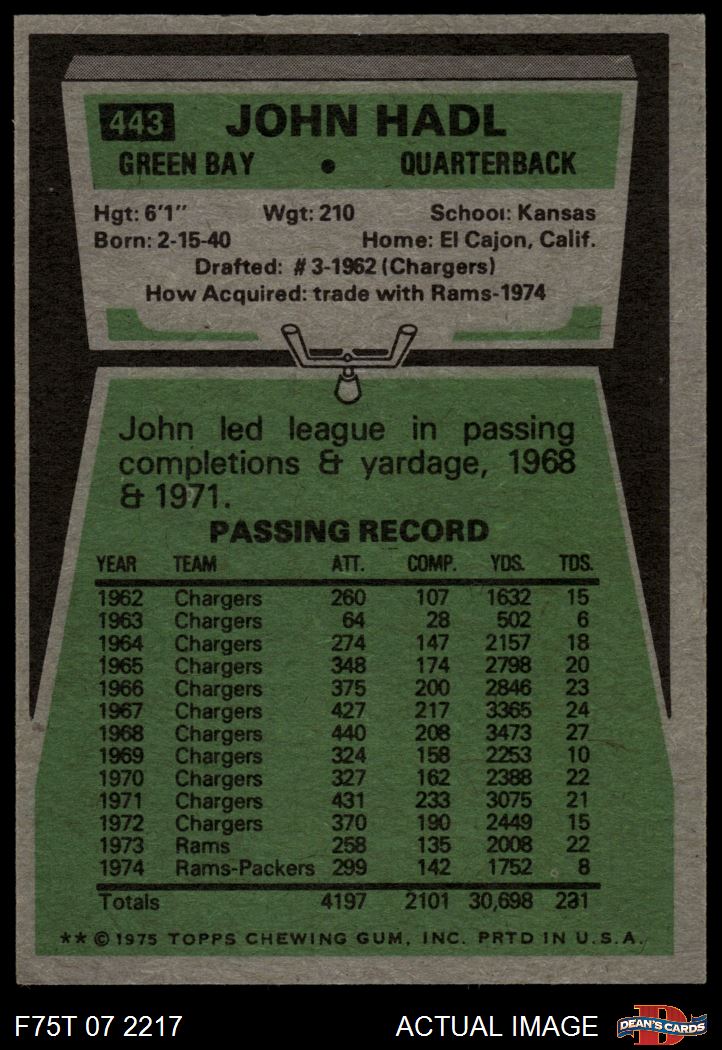 443 JOHN HADL
GREEN BAY • QUARTERBACK
Hgt: 6'1" Wgt: 210 School: Kansas
Born: 2-15-40 Home: El Cajon, Calif.
Drafted: #3-1962 (Chargers)
How Acquired: trade with Rams-1974
John led league in passing
completions & yardage, 1968
& 1971.
PASSING RECORD
YEAR TEAM ATT. COMP. YDS. TDS.
1962 Chargers 260 107 1632 15
1963 Chargers 64 28 502 6
1964 Chargers 274 147 2157 18
1965 Chargers 348 174 2798 20
1966 Chargers 375 200 2846 23
1967 Chargers 427 217 3365 24
1968 Chargers 440 208 3473 27
1969 Chargers 324 158 2253 10
1970 Chargers 327 162 2388 22
1971 Chargers 431 233 3075 21
1972 Chargers 370 190 2449 15
1973 Rams 258 135 2008 22
1974 Rams-Packers 299 142 1752 8
Totals 4197 2101 30,698 231
** © 1975 TOPPS CHEWING GUM, INC. PRTD IN U.S.A.
F75T 07 2217 ACTUAL IMAGE D DEAN'S CARDS